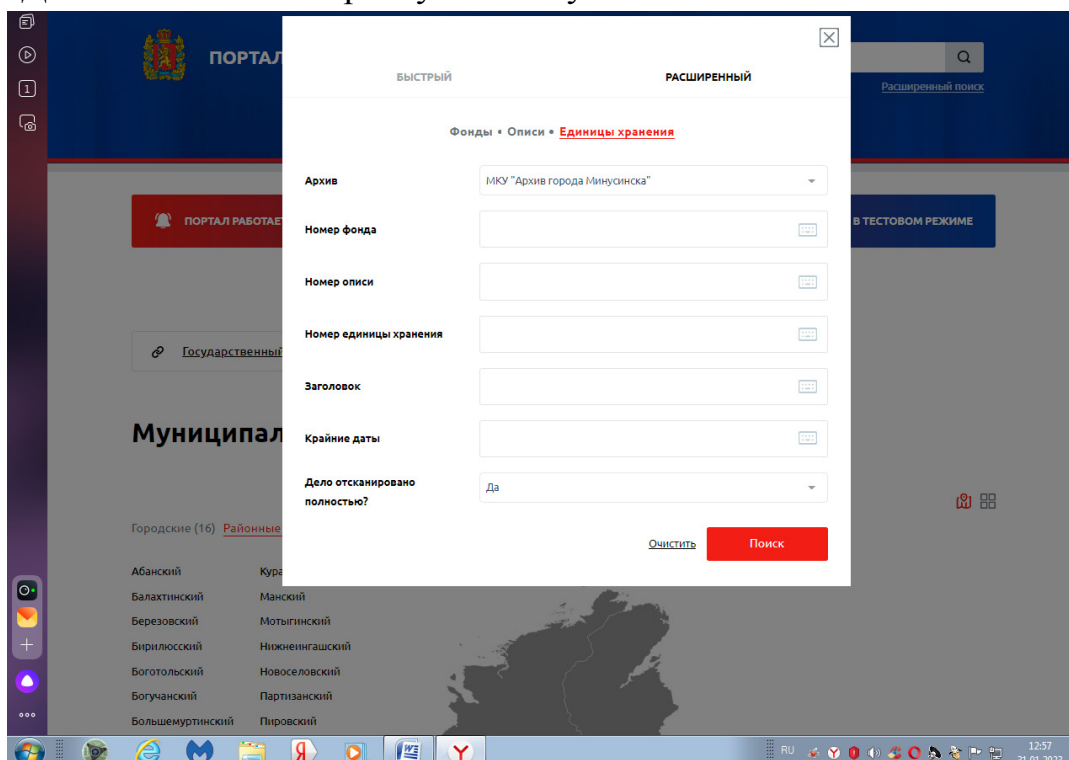 ПОРТАЛ
БЫСТРЫЙ
РАСШИРЕННЫЙ
Расширенный поиск
Фонды • Описи • Единицы хранения
Архив
МКУ "Архив города Минусинска"
ПОРТАЛ РАБОТАЕТ
В ТЕСТОВОМ РЕЖИМЕ
Номер фонда
Номер описи
Номер единицы хранения
Государственный
Заголовок
Муниципал
Крайние даты
Дело отсканировано
полностью?
Да
Городские (16) Районные
Очистить
Поиск
Абанский Кура
Балахтинский Манский
Березовский Мотыгинский
Бирилюсский Нижнеингашский
Боготольский Новоселовский
Богучанский Партизанский
Большемуртинский Пировский
RU
12:57